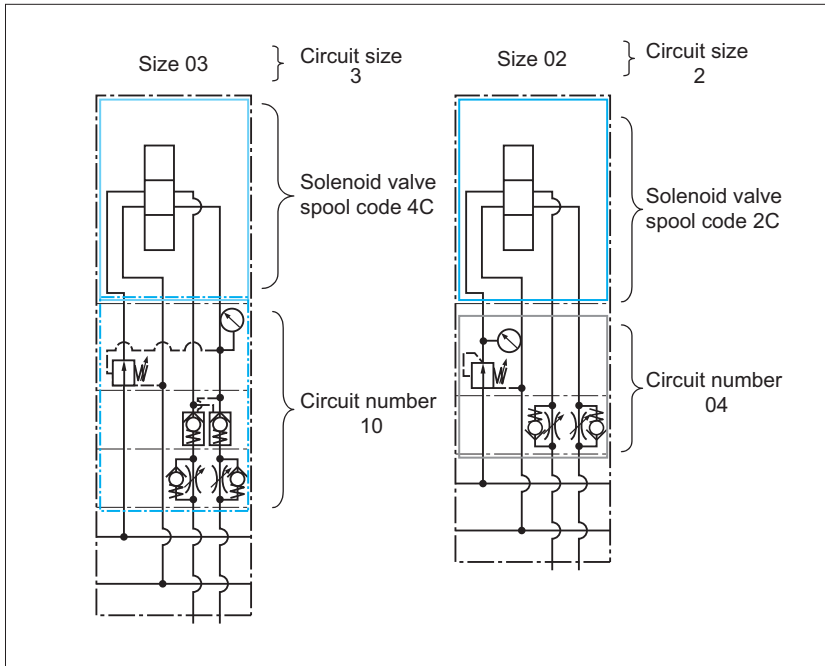 Size 03
Circuit size
3
Solenoid valve
spool code 4C
Circuit number
10
Size 02
Circuit size
2
Solenoid valve
spool code 2C
Circuit number
04